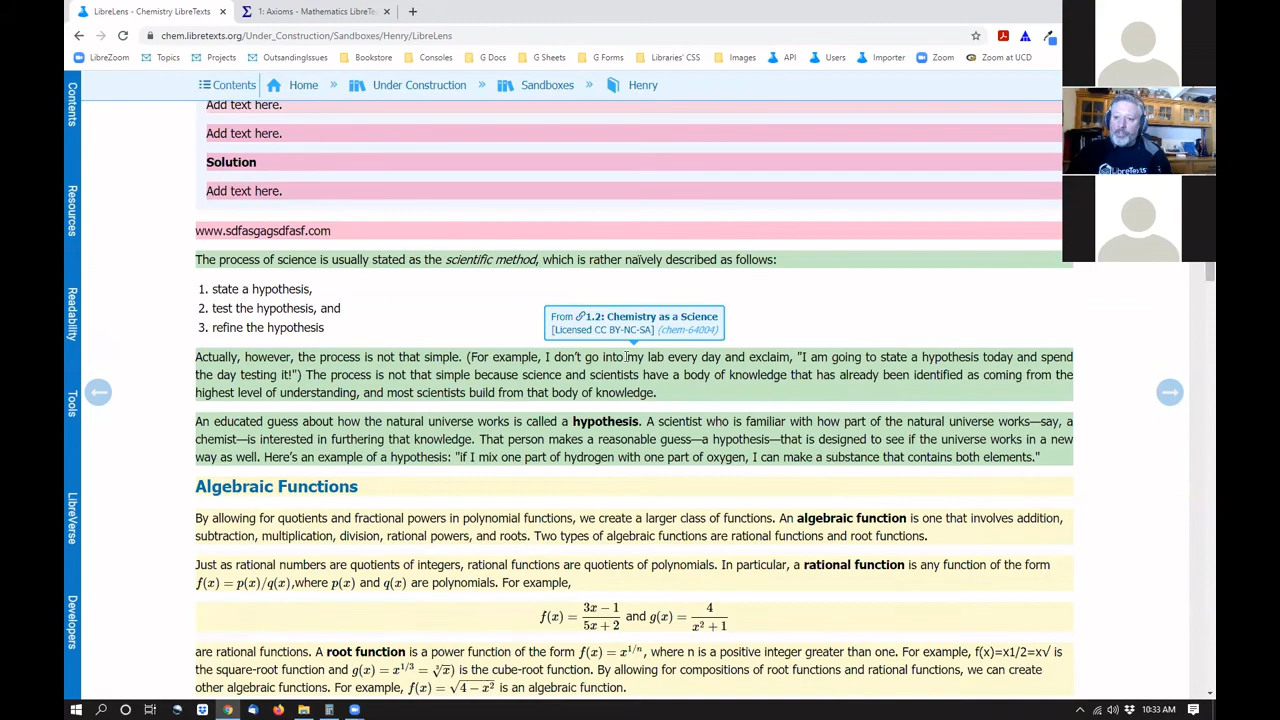 LibreLens - Chemistry LibreTexts
1: Axioms - Mathematics LibreTe
chem.libretexts.org/Under_Construction/Sandboxes/Henry/LibreLens
LibreZoom Topics Projects OutsandingIssues Bookstore Consoles G Docs G Sheets G Forms Libraries' CSS Images API Users Importer Zoom Zoom at UCD
Contents Home » Under Construction » Sandboxes » Henry
Contents
Resources
Readability
Tools
LibreVerse
Developers
Add text here.
Add text here.
Solution
Add text here.
www.sdfasgagsdfasf.com
The process of science is usually stated as the scientific method, which is rather naïvely described as follows:
1. state a hypothesis,
2. test the hypothesis, and
3. refine the hypothesis
From 1.2: Chemistry as a Science
[Licensed CC BY-NC-SA] (chem-64004)
Actually, however, the process is not that simple. (For example, I don't go into my lab every day and exclaim, "I am going to state a hypothesis today and spend
the day testing it!") The process is not that simple because science and scientists have a body of knowledge that has already been identified as coming from the
highest level of understanding, and most scientists build from that body of knowledge.
An educated guess about how the natural universe works is called a hypothesis. A scientist who is familiar with how part of the natural universe works—say, a
chemist—is interested in furthering that knowledge. That person makes a reasonable guess—a hypothesis—that is designed to see if the universe works in a new
way as well. Here's an example of a hypothesis: "if I mix one part of hydrogen with one part of oxygen, I can make a substance that contains both elements."
Algebraic Functions
By allowing for quotients and fractional powers in polynomial functions, we create a larger class of functions. An algebraic function is one that involves addition,
subtraction, multiplication, division, rational powers, and roots. Two types of algebraic functions are rational functions and root functions.
Just as rational numbers are quotients of integers, rational functions are quotients of polynomials. In particular, a rational function is any function of the form
f(x) = p(x)/q(x),where p(x) and q(x) are polynomials. For example,
f(x) = (3x − 1)/(5x + 2) and g(x) = 4/(x² + 1)
are rational functions. A root function is a power function of the form f(x) = x^1/n, where n is a positive integer greater than one. For example, f(x)=x1/2=x√ is
the square-root function and g(x) = x^1/3 = ∛x) is the cube-root function. By allowing for compositions of root functions and rational functions, we can create
other algebraic functions. For example, f(x) = √(4 − x²) is an algebraic function.
LibreTexts
10:33 AM